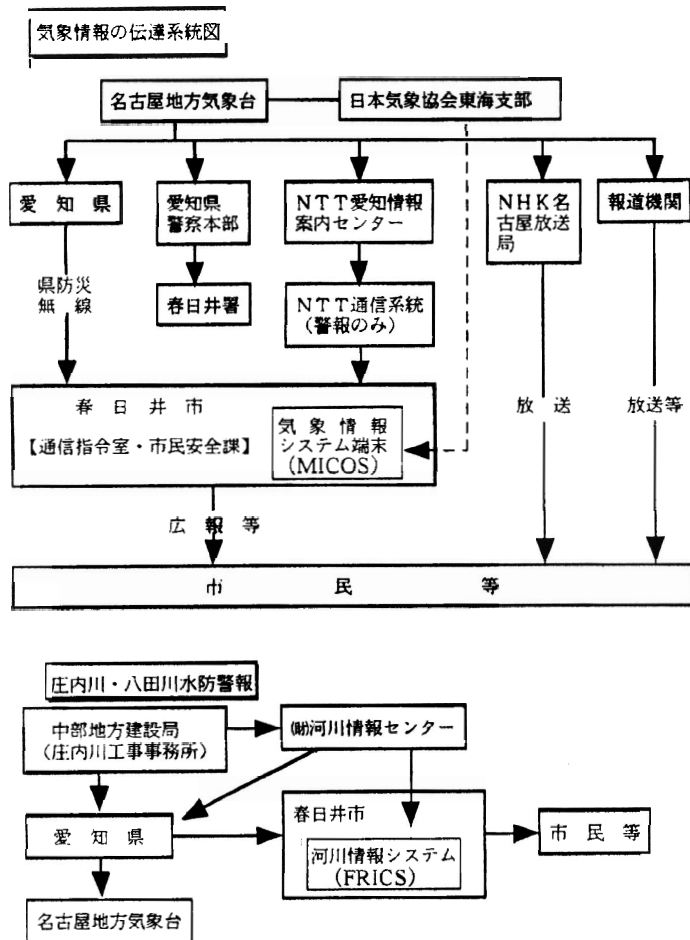 気象情報の伝達系統図
名古屋地方気象台
日本気象協会東海支部
愛知県
愛知県
警察本部
NTT愛知情報
案内センター
NHK名
古屋放送
局
報道機関
県防災
無線
春日井署
NTT通信系統
(警報のみ)
春日井市
【通信指令室・市民安全課】
気象情報
システム端末
(MICOS)
放送
放送等
広報等
市民等
庄内川・八田川水防警報
中部地方建設局
(庄内川工事事務所)
㈶河川情報センター
愛知県
春日井市
河川情報システム
(FRICS)
市民等
名古屋地方気象台